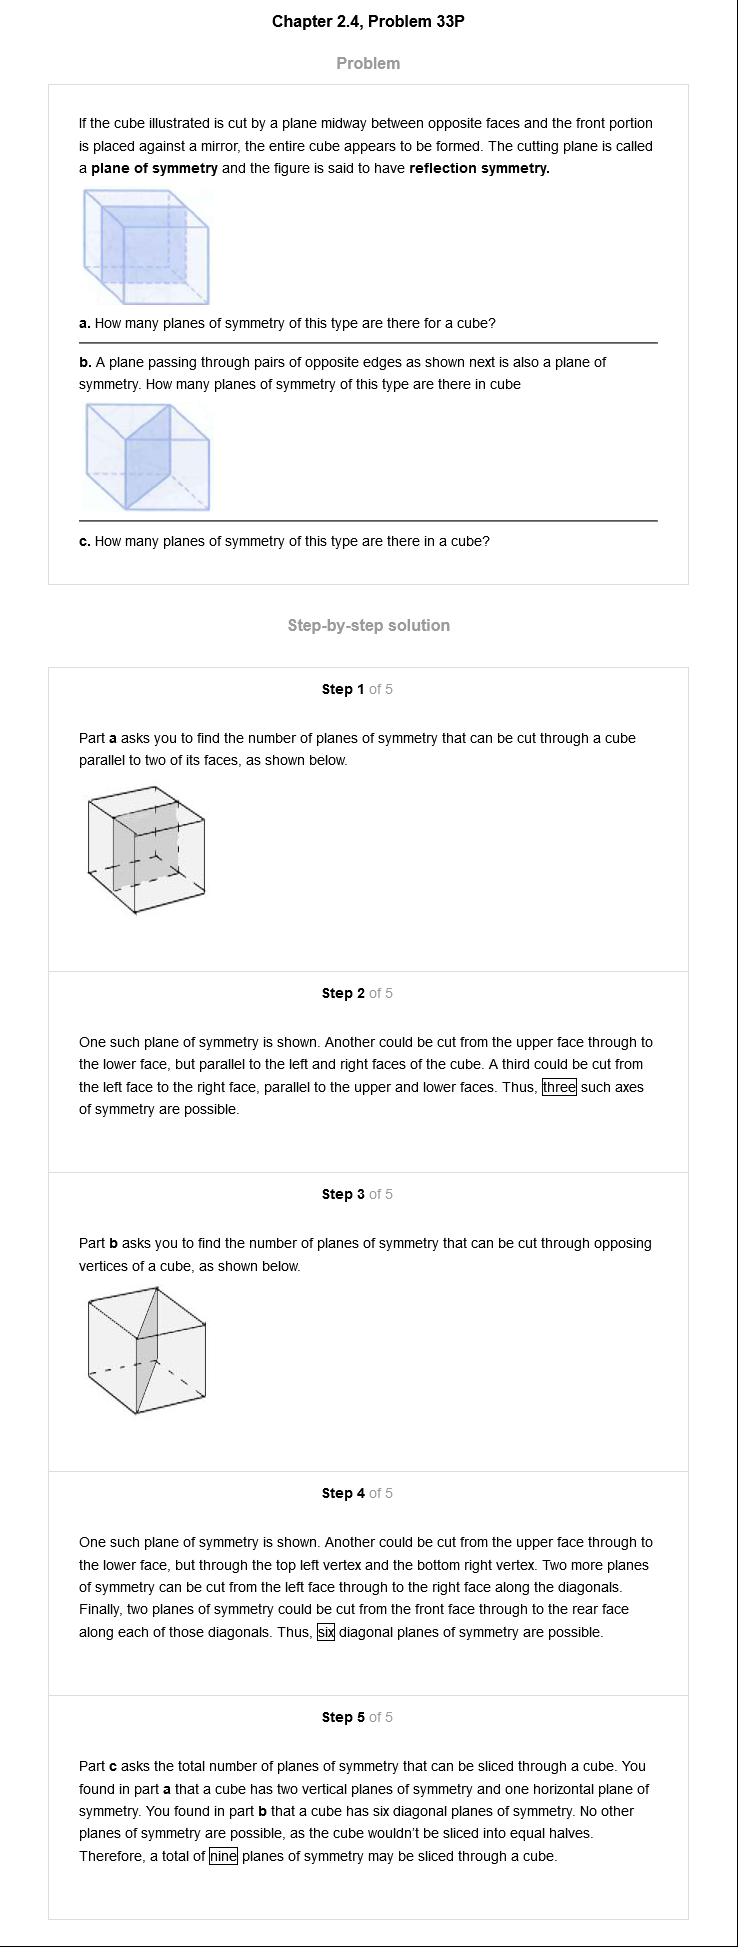 Chapter 2.4, Problem 33P
Problem
If the cube illustrated is cut by a plane midway between opposite faces and the front portion
is placed against a mirror, the entire cube appears to be formed. The cutting plane is called
a plane of symmetry and the figure is said to have reflection symmetry.
a. How many planes of symmetry of this type are there for a cube?
b. A plane passing through pairs of opposite edges as shown next is also a plane of
symmetry. How many planes of symmetry of this type are there in cube
c. How many planes of symmetry of this type are there in a cube?
Step-by-step solution
Step 1 of 5
Part a asks you to find the number of planes of symmetry that can be cut through a cube
parallel to two of its faces, as shown below.
Step 2 of 5
One such plane of symmetry is shown. Another could be cut from the upper face through to
the lower face, but parallel to the left and right faces of the cube. A third could be cut from
the left face to the right face, parallel to the upper and lower faces. Thus, three such axes
of symmetry are possible.
Step 3 of 5
Part b asks you to find the number of planes of symmetry that can be cut through opposing
vertices of a cube, as shown below.
Step 4 of 5
One such plane of symmetry is shown. Another could be cut from the upper face through to
the lower face, but through the top left vertex and the bottom right vertex. Two more planes
of symmetry can be cut from the left face through to the right face along the diagonals.
Finally, two planes of symmetry could be cut from the front face through to the rear face
along each of those diagonals. Thus, six diagonal planes of symmetry are possible.
Step 5 of 5
Part c asks the total number of planes of symmetry that can be sliced through a cube. You
found in part a that a cube has two vertical planes of symmetry and one horizontal plane of
symmetry. You found in part b that a cube has six diagonal planes of symmetry. No other
planes of symmetry are possible, as the cube wouldn't be sliced into equal halves.
Therefore, a total of nine planes of symmetry may be sliced through a cube.